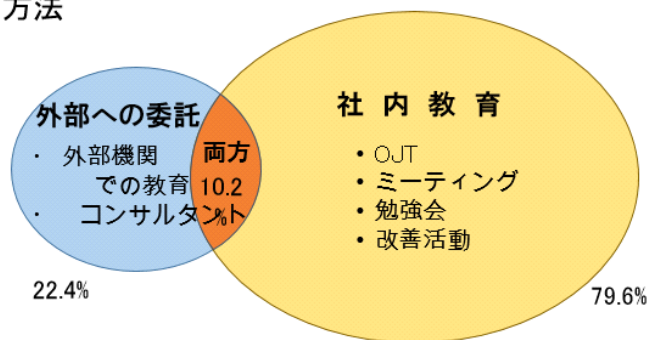 方法
外部への委託
・ 外部機関
での教育
・ コンサルタント
22.4%
両方
10.2
%
社 内 教 育
• OJT
• ミーティング
• 勉強会
• 改善活動
79.6%